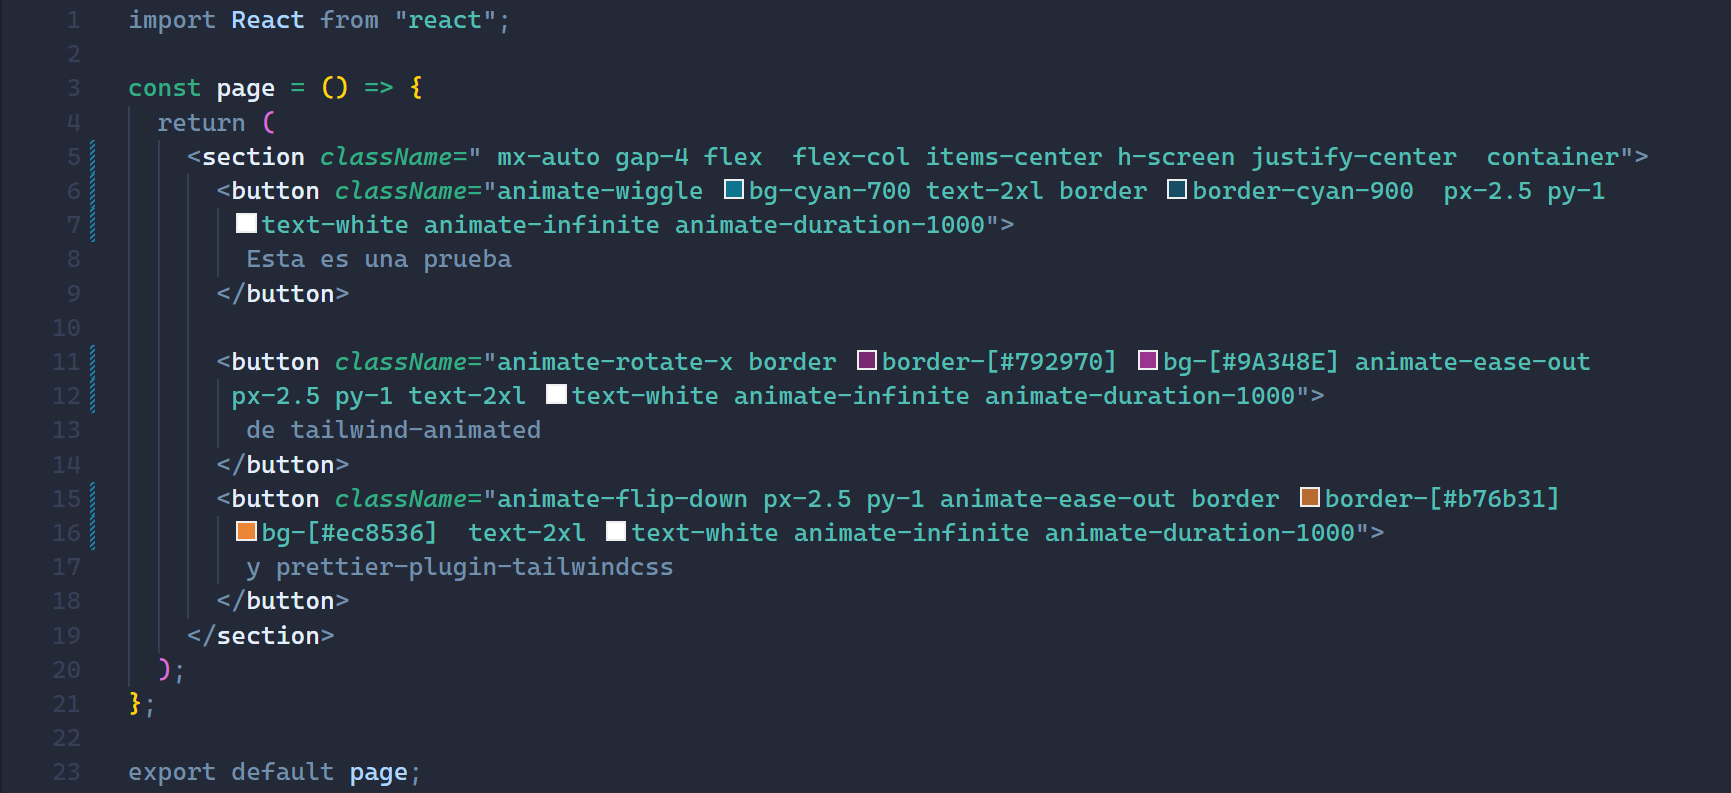 1 import React from "react";
2
3 const page = () => {
4   return (
5     <section className=" mx-auto gap-4 flex  flex-col items-center h-screen justify-center  container">
6       <button className="animate-wiggle bg-cyan-700 text-2xl border border-cyan-900  px-2.5 py-1
7        text-white animate-infinite animate-duration-1000">
8         Esta es una prueba
9       </button>
10
11       <button className="animate-rotate-x border border-[#792970] bg-[#9A348E] animate-ease-out
12        px-2.5 py-1 text-2xl text-white animate-infinite animate-duration-1000">
13         de tailwind-animated
14       </button>
15       <button className="animate-flip-down px-2.5 py-1 animate-ease-out border border-[#b76b31]
16        bg-[#ec8536]  text-2xl text-white animate-infinite animate-duration-1000">
17         y prettier-plugin-tailwindcss
18       </button>
19     </section>
20   );
21 };
22
23 export default page;